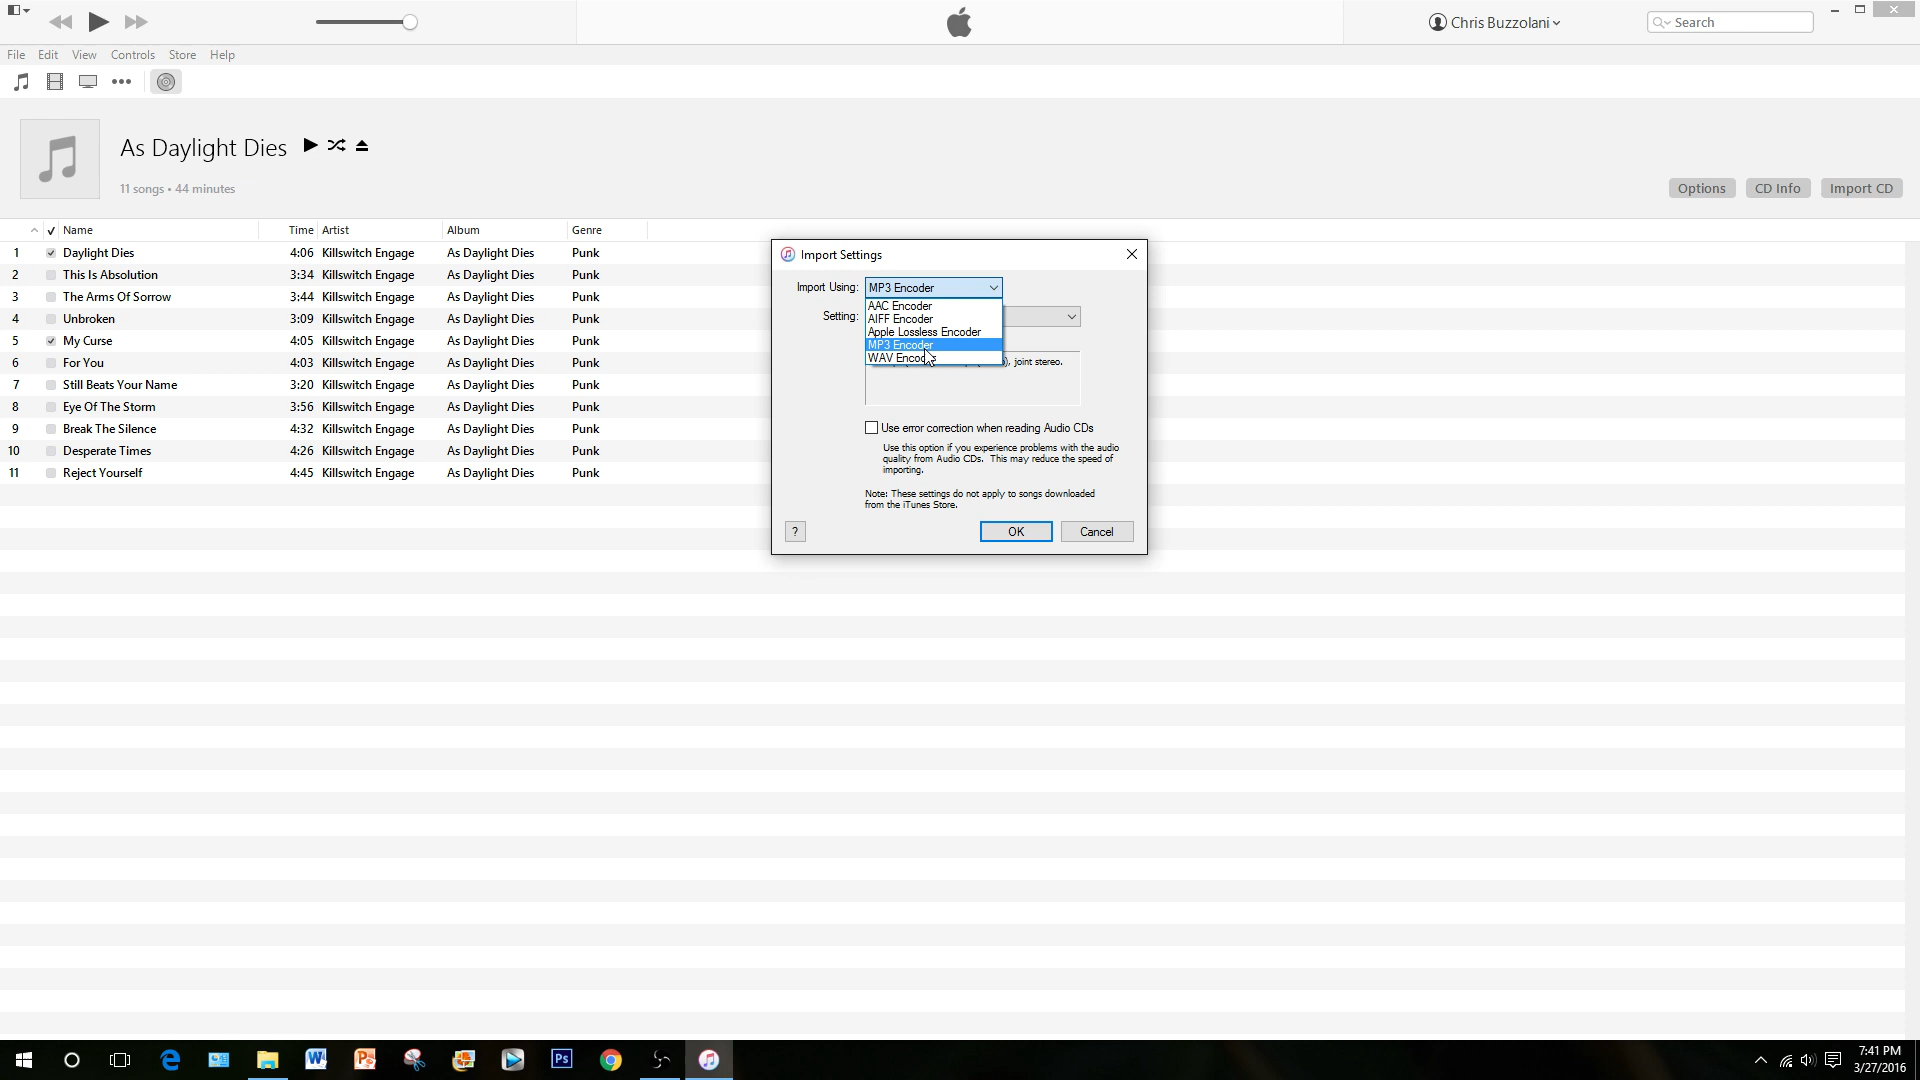 Chris Buzzolani
Search
File Edit View Controls Store Help
As Daylight Dies
11 songs • 44 minutes
Options CD Info Import CD
Name Time Artist Album Genre
1 Daylight Dies 4:06 Killswitch Engage As Daylight Dies Punk
2 This Is Absolution 3:34 Killswitch Engage As Daylight Dies Punk
3 The Arms Of Sorrow 3:44 Killswitch Engage As Daylight Dies Punk
4 Unbroken 3:09 Killswitch Engage As Daylight Dies Punk
5 My Curse 4:05 Killswitch Engage As Daylight Dies Punk
6 For You 4:03 Killswitch Engage As Daylight Dies Punk
7 Still Beats Your Name 3:20 Killswitch Engage As Daylight Dies Punk
8 Eye Of The Storm 3:56 Killswitch Engage As Daylight Dies Punk
9 Break The Silence 4:32 Killswitch Engage As Daylight Dies Punk
10 Desperate Times 4:26 Killswitch Engage As Daylight Dies Punk
11 Reject Yourself 4:45 Killswitch Engage As Daylight Dies Punk
Import Settings
Import Using: MP3 Encoder
AAC Encoder
AIFF Encoder
Apple Lossless Encoder
MP3 Encoder
WAV
Setting:
joint stereo.
Use error correction when reading Audio CDs
Use this option if you experience problems with the audio
quality from Audio CDs. This may reduce the speed of
importing.
Note: These settings do not apply to songs downloaded
from the iTunes Store.
? OK Cancel
Ps
7:41 PM
3/27/2016